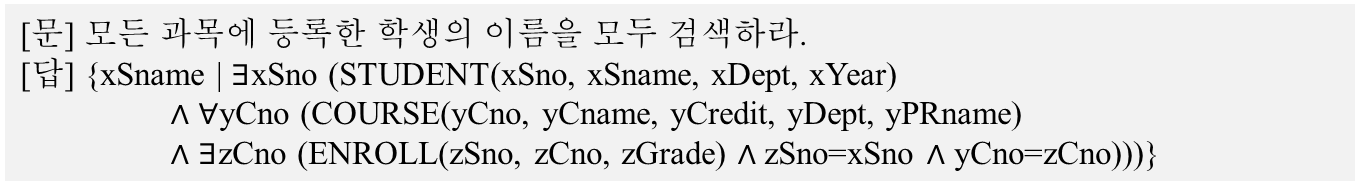 [문] 모든 과목에 등록한 학생의 이름을 모두 검색하라.
[답] {xSname | ∃xSno (STUDENT(xSno, xSname, xDept, xYear)
∧ ∀yCno (COURSE(yCno, yCname, yCredit, yDept, yPRname)
∧ ∃zCno (ENROLL(zSno, zCno, zGrade) ∧ zSno=xSno ∧ yCno=zCno)))}